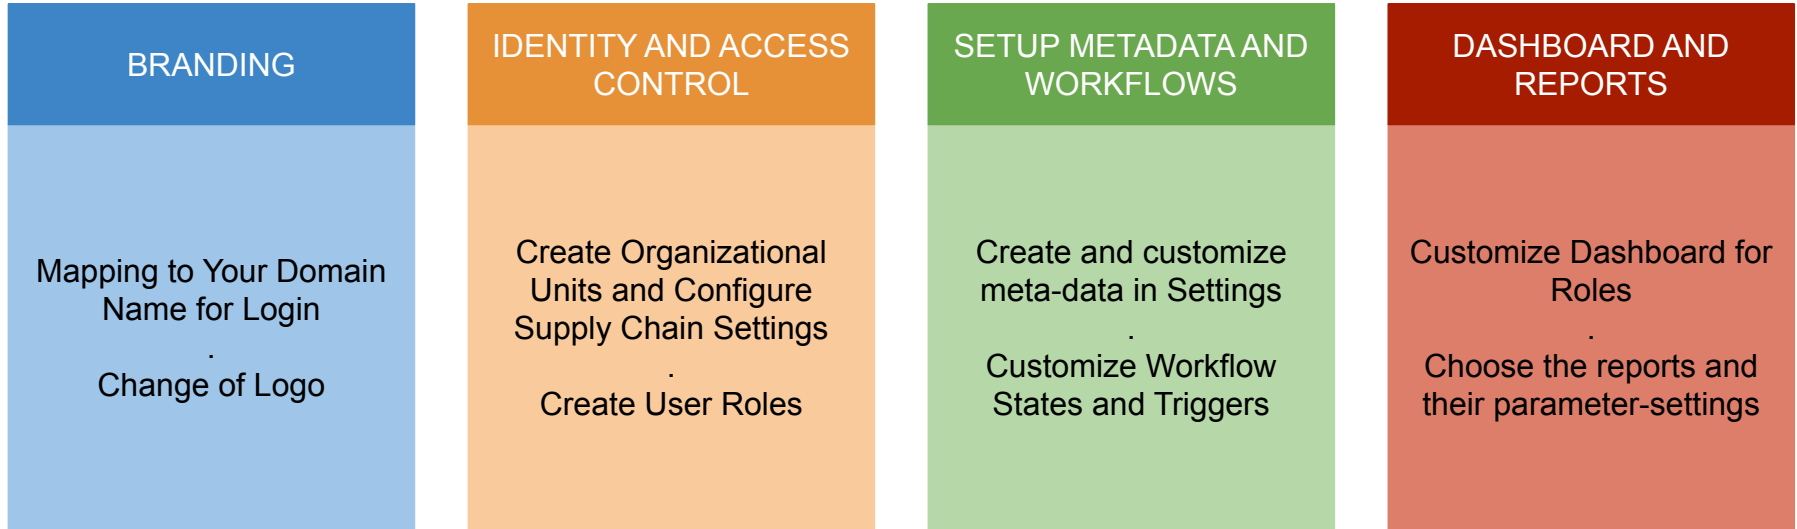 BRANDING
Mapping to Your Domain
Name for Login
.
Change of Logo
IDENTITY AND ACCESS
CONTROL
Create Organizational
Units and Configure
Supply Chain Settings
.
Create User Roles
SETUP METADATA AND
WORKFLOWS
Create and customize
meta-data in Settings
.
Customize Workflow
States and Triggers
DASHBOARD AND
REPORTS
Customize Dashboard for
Roles
.
Choose the reports and
their parameter-settings